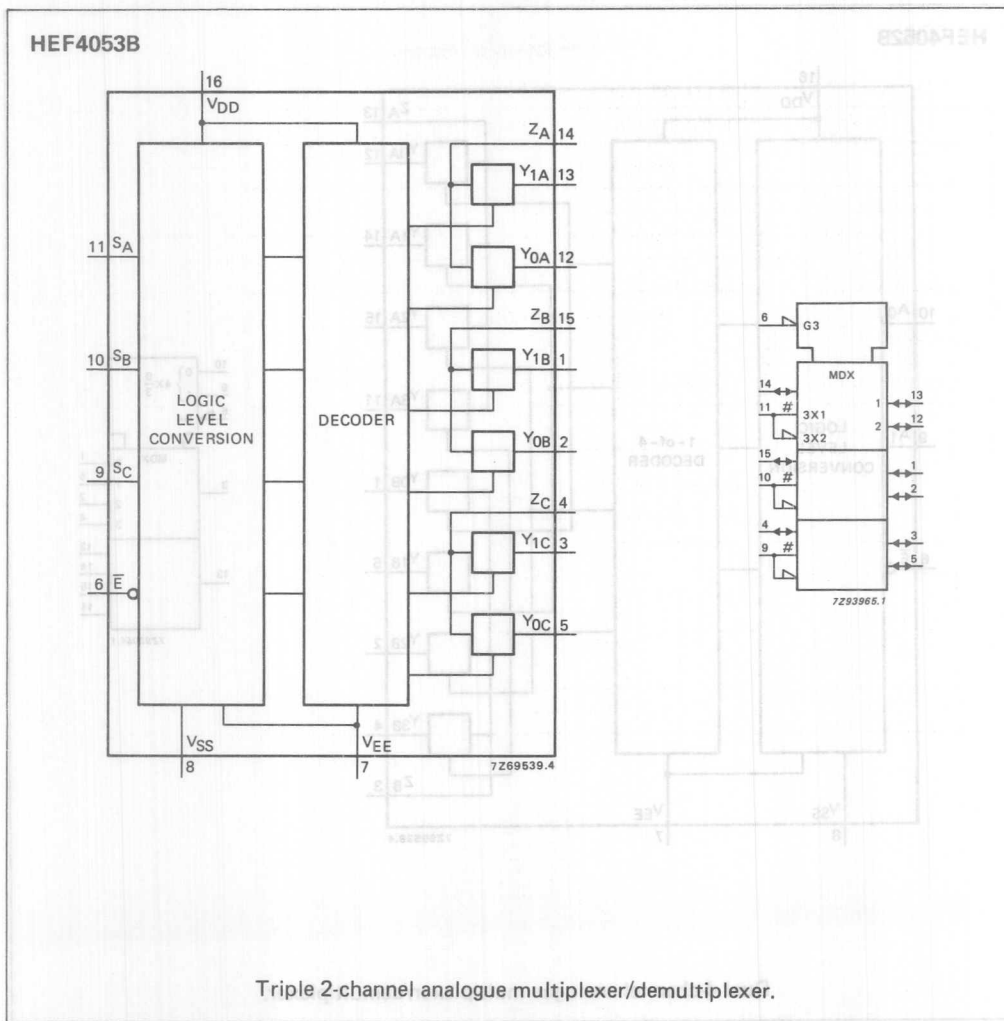 HEF4053B
16
VDD
ZA 14
Y1A 13
11 SA
Y0A 12
ZB 15
10 SB
Y1B 1
LOGIC
LEVEL
CONVERSION
DECODER
Y0B 2
9 SC
ZC 4
Y1C 3
6 E̅
Y0C 5
VSS
8
VEE
7
7Z69539.4
6 G3
MDX
14
1 13
11 # 3X1
2 12
3X2
15
1
10 #
2
4
3
9 #
5
7Z93965.1
Triple 2-channel analogue multiplexer/demultiplexer.